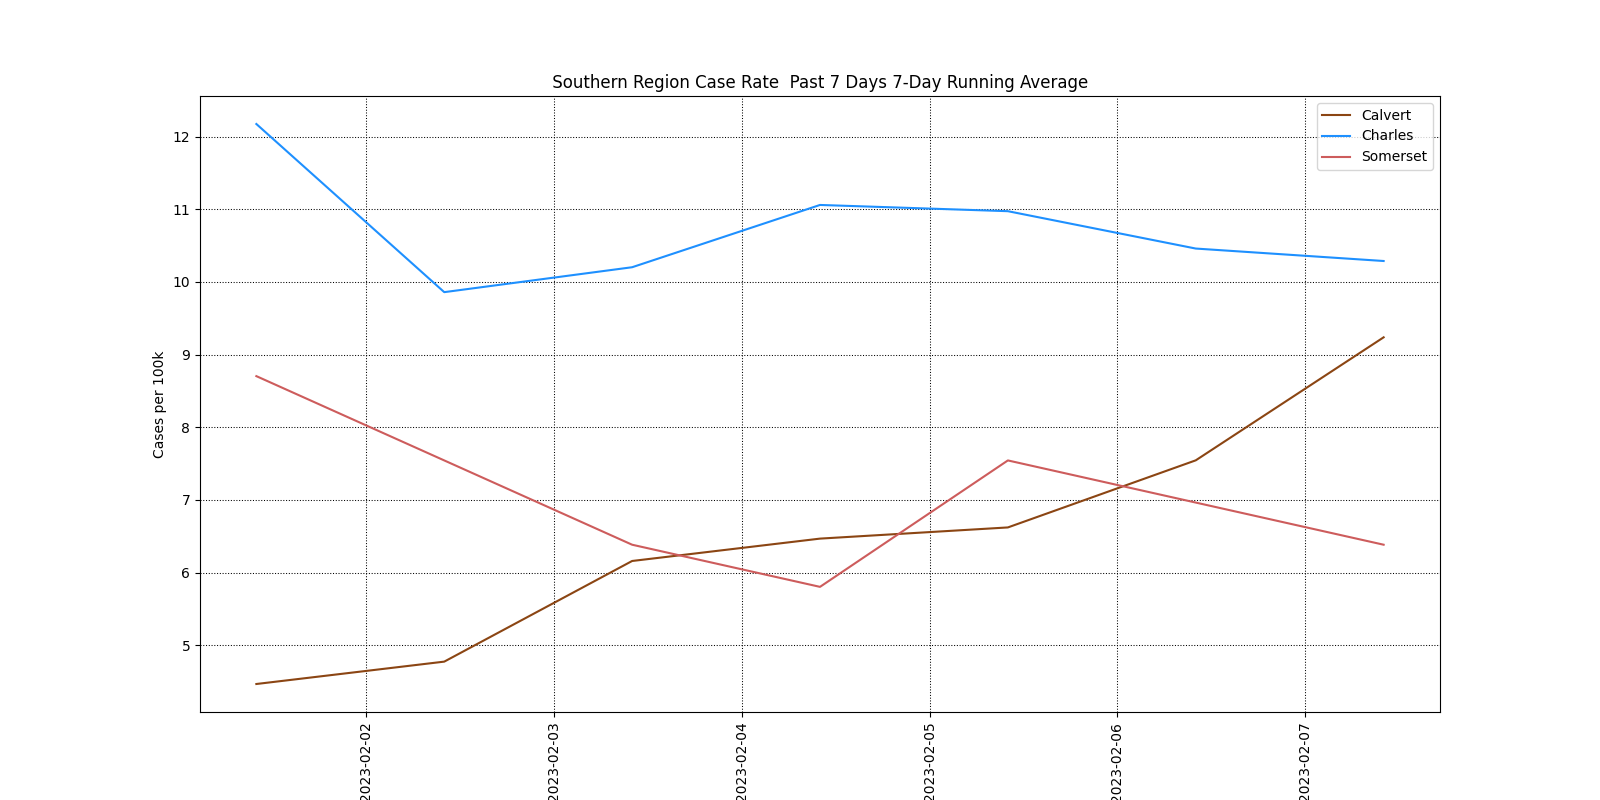 Southern Region Case Rate  Past 7 Days 7-Day Running Average
Calvert
Charles
Somerset
Cases per 100k
12
11
10
9
8
7
6
5
2023-02-02
2023-02-03
2023-02-04
2023-02-05
2023-02-06
2023-02-07